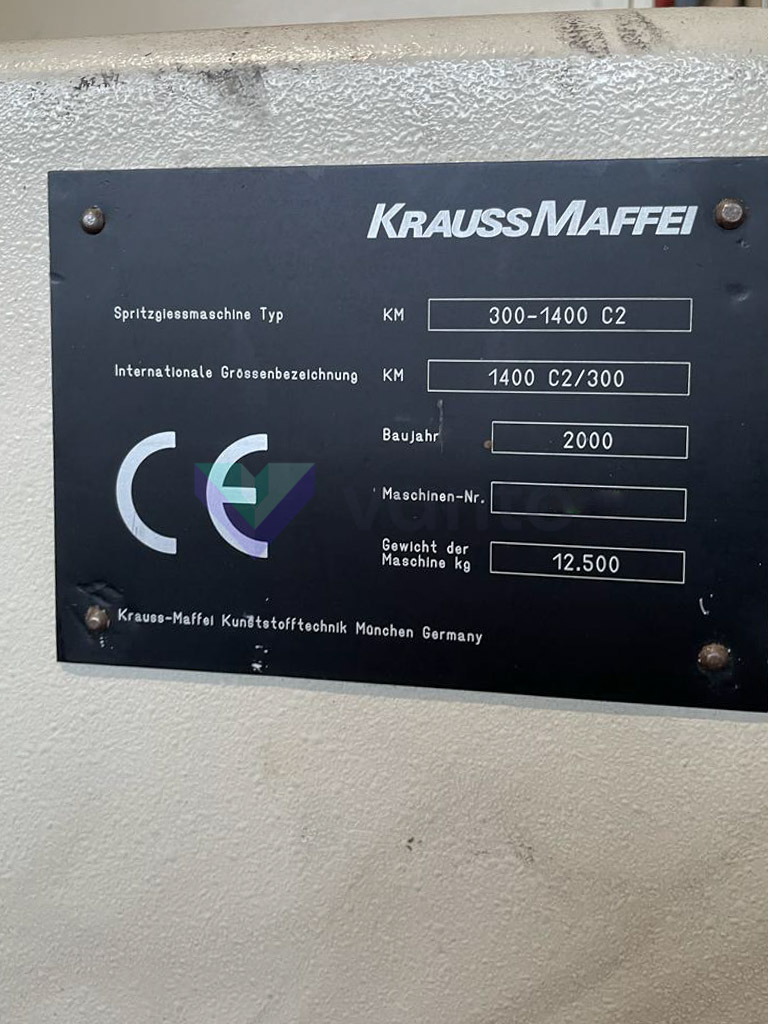 KRAUSSMAFFEI
Spritzgiessmaschine Typ KM 300-1400 C2
Internationale Grössenbezeichnung KM 1400 C2/300
Baujahr 2000
Maschinen-Nr.
Gewicht der
Maschine kg 12.500
CE
Krauss-Maffei Kunststofftechnik München Germany